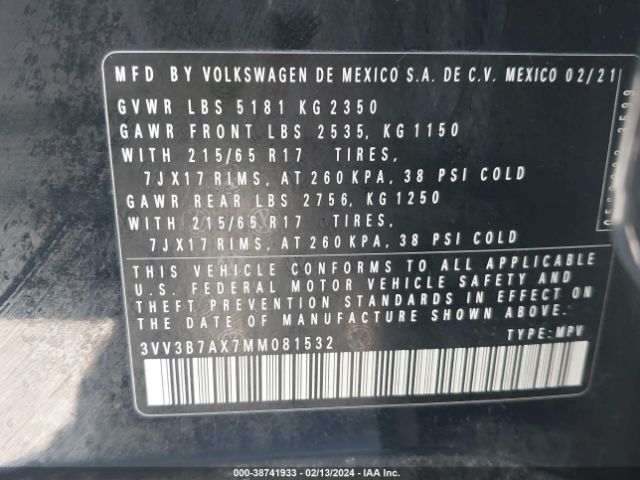 MFD BY VOLKSWAGEN DE MEXICO S.A. DE C.V. MEXICO 02/21
GVWR LBS 5181 KG 2350
GAWR FRONT LBS 2535, KG 1150
WITH 215/65 R17 TIRES,
7JX17 RIMS, AT 260 KPA, 38 PSI COLD
GAWR REAR LBS 2756, KG 1250
WITH 215/65 R17 TIRES,
7JX17 RIMS, AT 260 KPA, 38 PSI COLD
THIS VEHICLE CONFORMS TO ALL APPLICABLE
U.S. FEDERAL MOTOR VEHICLE SAFETY AND
THEFT PREVENTION STANDARDS IN EFFECT ON
THE DATE OF MANUFACTURE SHOWN ABOVE.
3VV3B7AX7MM081532 TYPE:MPV
000-38741933 - 02/13/2024 - IAA Inc.